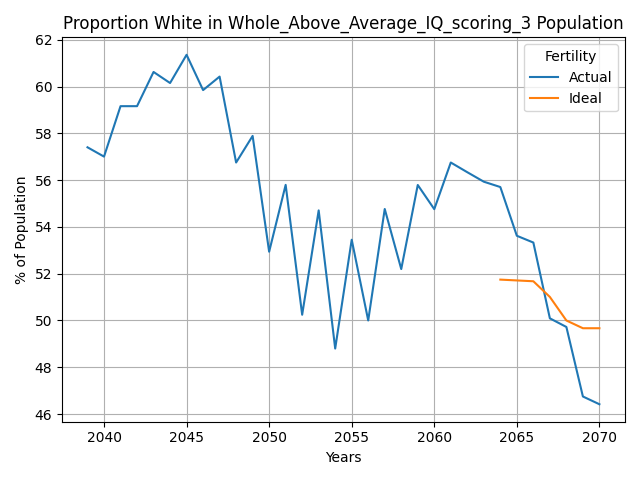 Proportion White in Whole_Above_Average_IQ_scoring_3 Population
Fertility
Actual
Ideal
% of Population
62
60
58
56
54
52
50
48
46
2040
2045
2050
2055
2060
2065
2070
Years